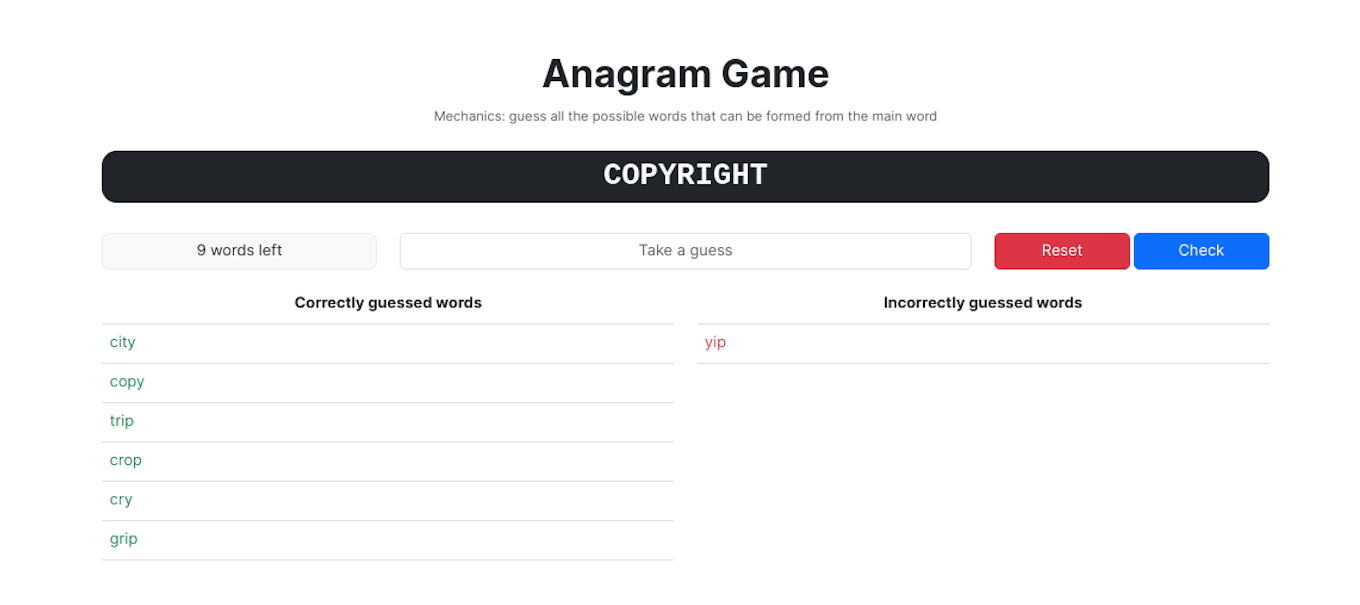 Anagram Game
Mechanics: guess all the possible words that can be formed from the main word
COPYRIGHT
9 words left
Take a guess
Reset
Check
Correctly guessed words
Incorrectly guessed words
city
yip
copy
trip
crop
cry
grip